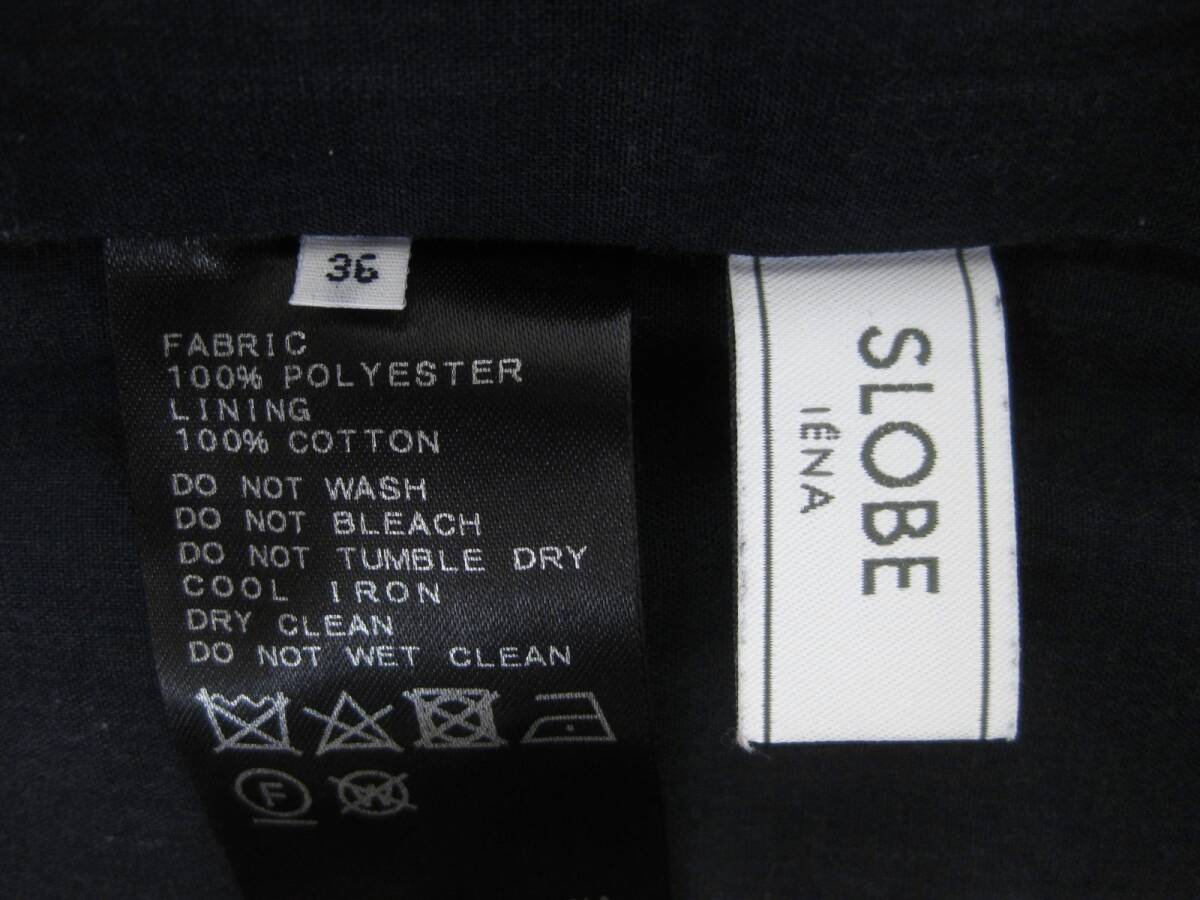 36
FABRIC
100% POLYESTER
LINING
100% COTTON
DO NOT WASH
DO NOT BLEACH
DO NOT TUMBLE DRY
COOL IRON
DRY CLEAN
DO NOT WET CLEAN
F
W
SLOBE
IÉNA